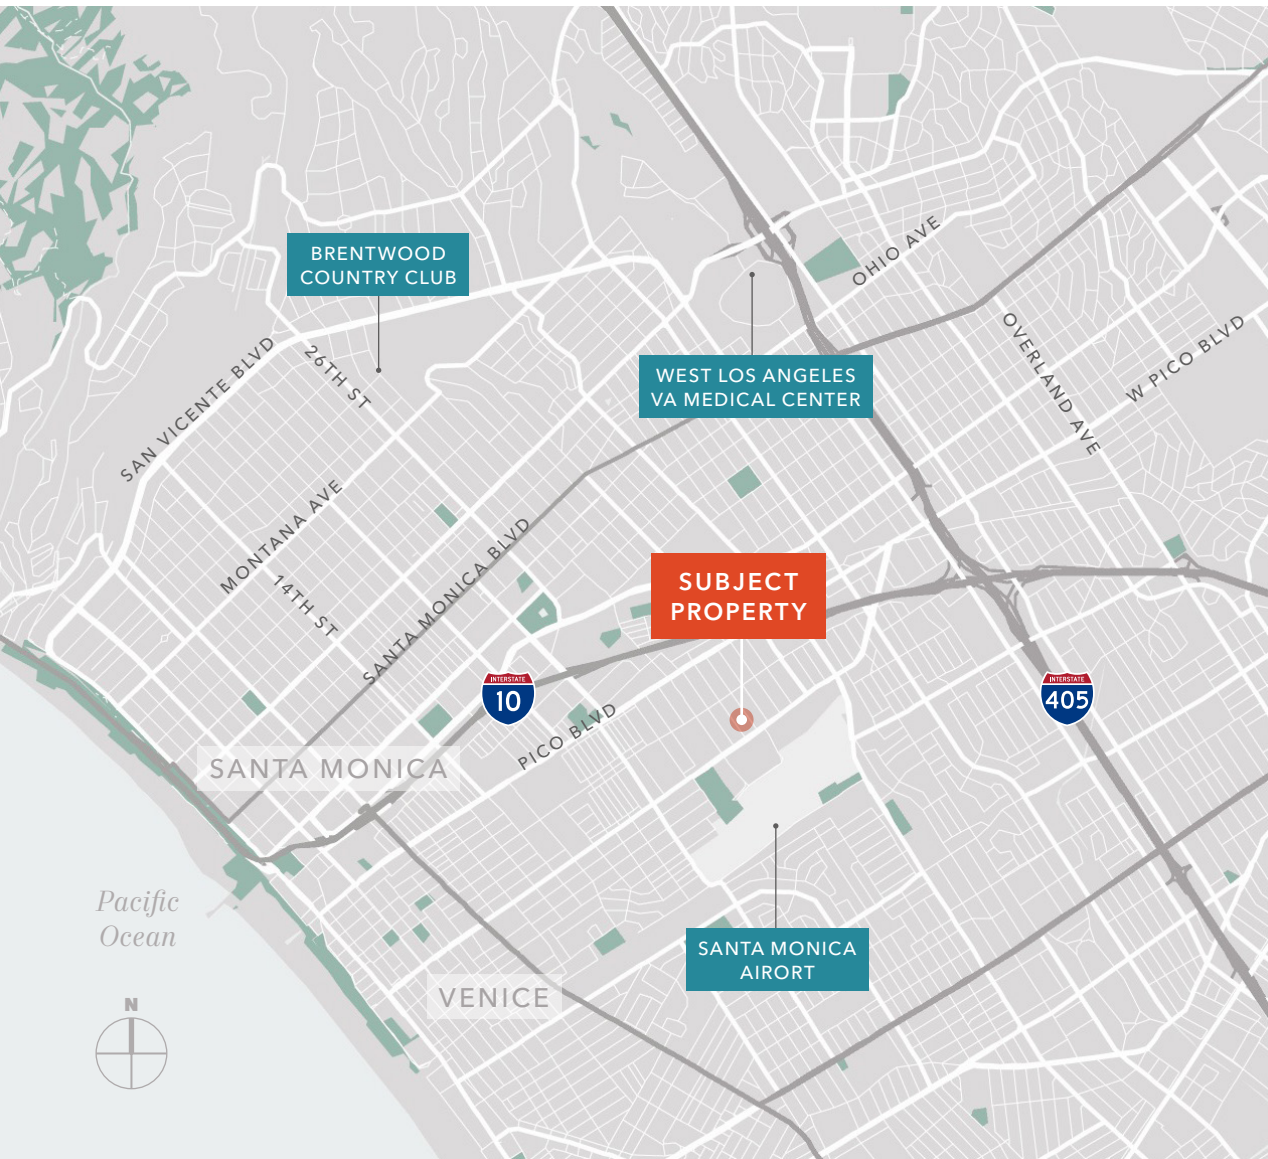 BRENTWOOD
COUNTRY CLUB
OHIO AVE
OVERLAND AVE
W PICO BLVD
SAN VICENTE BLVD
26TH ST
WEST LOS ANGELES
VA MEDICAL CENTER
MONTANA AVE
14TH ST
SANTA MONICA BLVD
SUBJECT
PROPERTY
INTERSTATE
10
INTERSTATE
405
PICO BLVD
SANTA MONICA
Pacific
Ocean
SANTA MONICA
AIRORT
VENICE
N